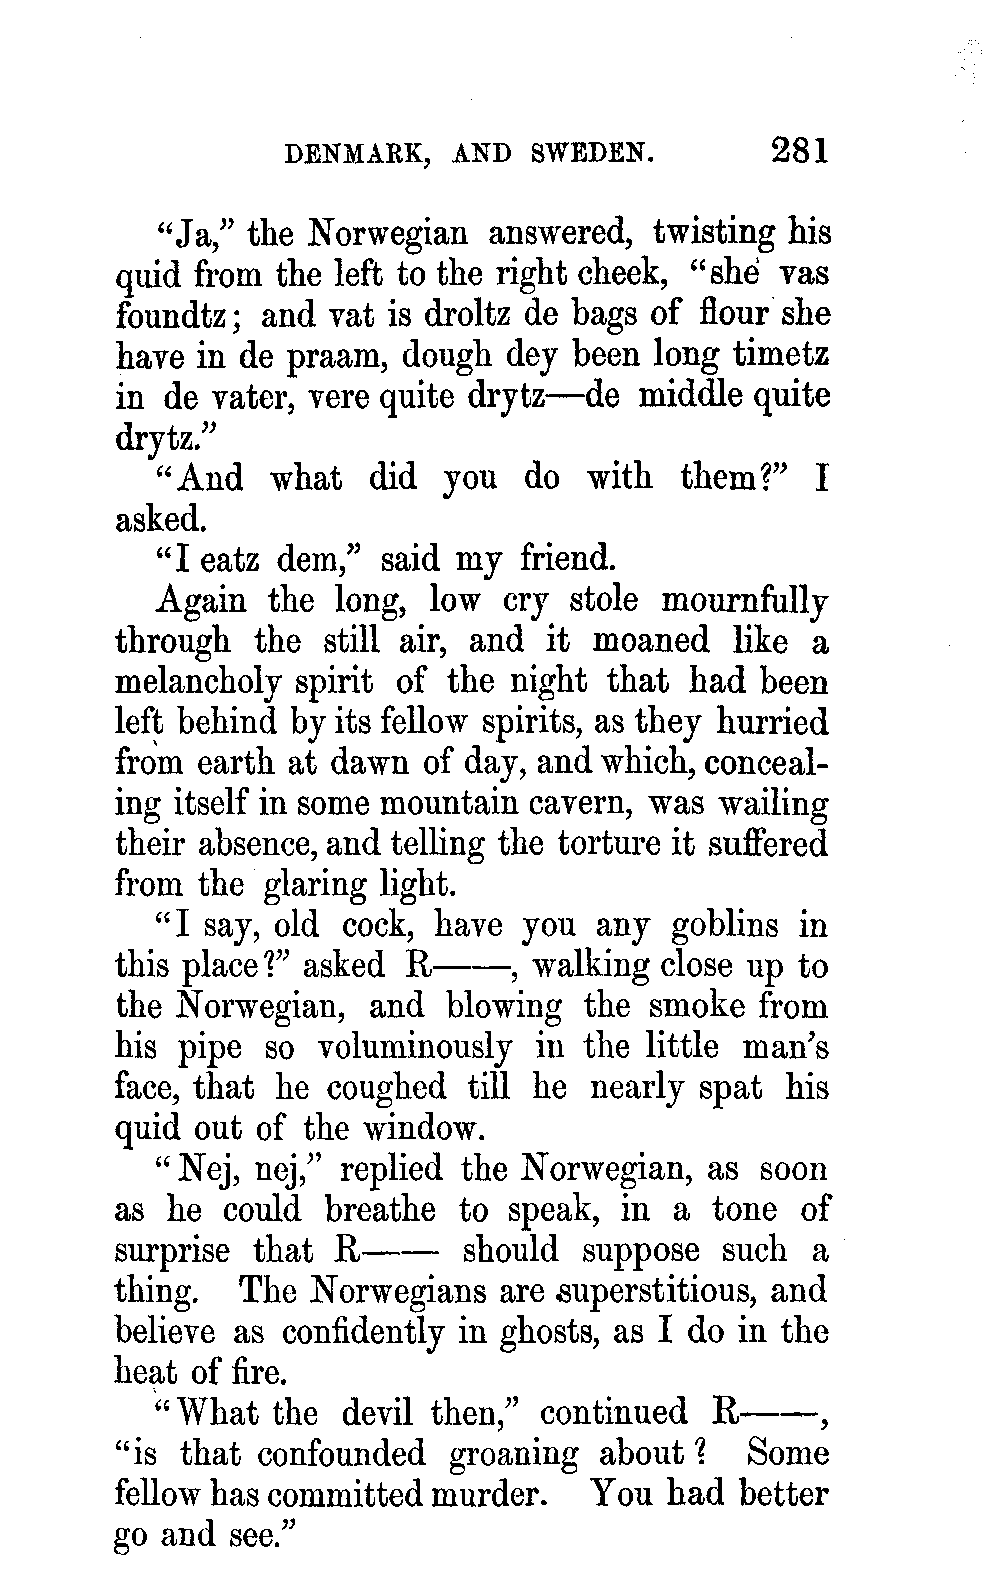 DENMARK, AND SWEDEN. 281
“Ja,” the Norwegian answered, twisting his
quid from the left to the right cheek, “she vas
foundtz; and vat is droltz de bags of flour she
have in de praam, dough dey been long timetz
in de vater, vere quite drytz—de middle quite
drytz.”
“And what did you do with them?” I
asked.
“I eatz dem,” said my friend.
Again the long, low cry stole mournfully
through the still air, and it moaned like a
melancholy spirit of the night that had been
left behind by its fellow spirits, as they hurried
from earth at dawn of day, and which, conceal-
ing itself in some mountain cavern, was wailing
their absence, and telling the torture it suffered
from the glaring light.
“I say, old cock, have you any goblins in
this place?” asked R——, walking close up to
the Norwegian, and blowing the smoke from
his pipe so voluminously in the little man’s
face, that he coughed till he nearly spat his
quid out of the window.
“Nej, nej,” replied the Norwegian, as soon
as he could breathe to speak, in a tone of
surprise that R—— should suppose such a
thing. The Norwegians are superstitious, and
believe as confidently in ghosts, as I do in the
heat of fire.
“What the devil then,” continued R——,
“is that confounded groaning about? Some
fellow has committed murder. You had better
go and see.”